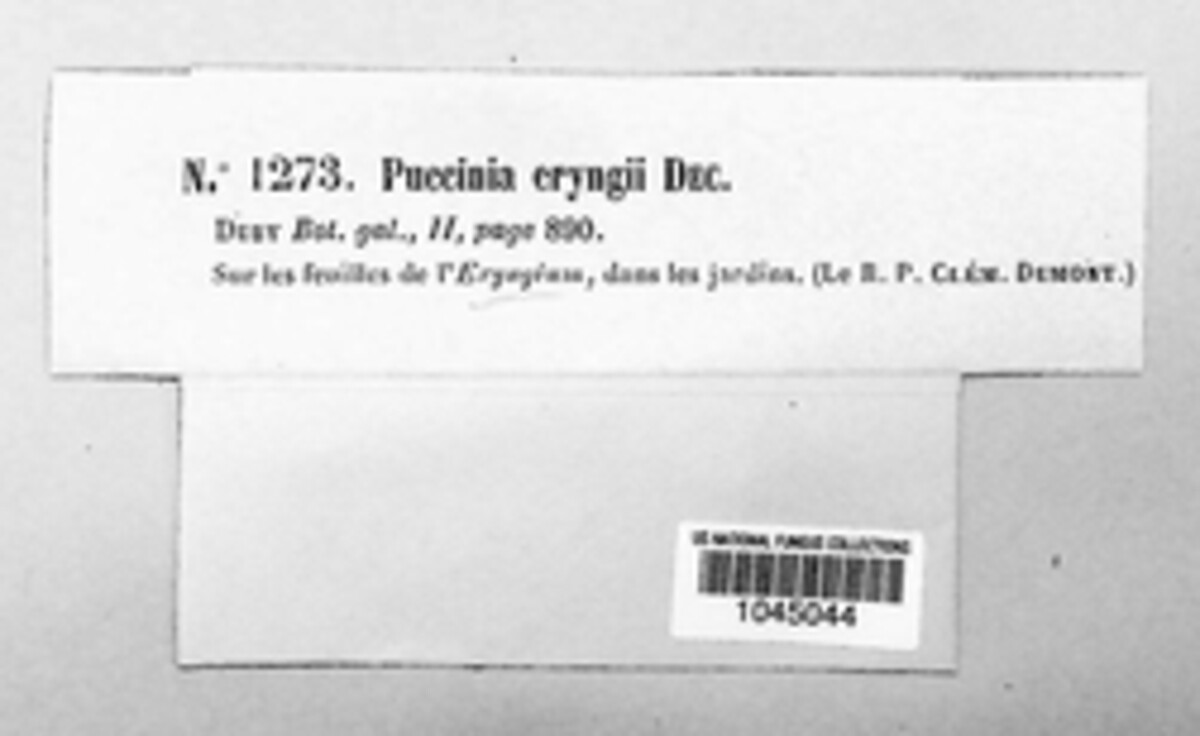 N.° 1273. Puccinia eryngii Dec.
Duby Bot. gal., II, page 890.
Sur les feuilles de l'Eryngium, dans les jardins. (Le R. P. Clém. Dumont.)
US NATIONAL FUNGUS COLLECTIONS
1045044